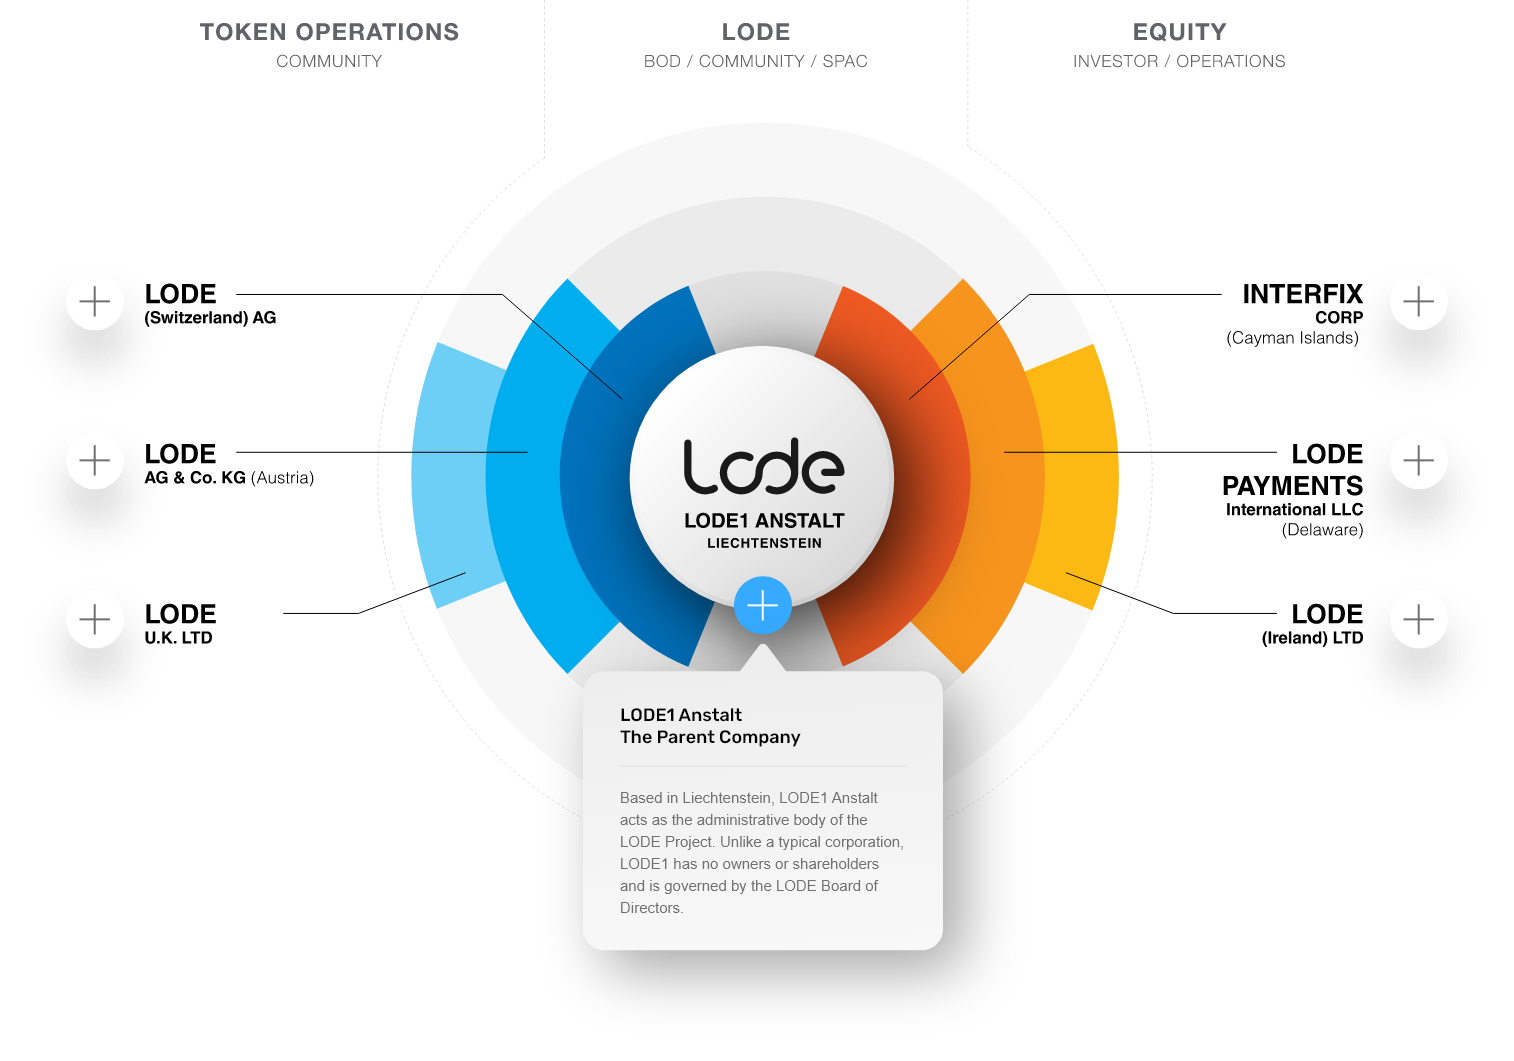 TOKEN OPERATIONS
COMMUNITY
LODE
BOD / COMMUNITY / SPAC
EQUITY
INVESTOR / OPERATIONS
LODE
(Switzerland) AG
LODE
AG & Co. KG (Austria)
LODE
U.K. LTD
Lode
LODE1 ANSTALT
LIECHTENSTEIN
INTERFIX
CORP
(Cayman Islands)
LODE
PAYMENTS
International LLC
(Delaware)
LODE
(Ireland) LTD
LODE1 Anstalt
The Parent Company
Based in Liechtenstein, LODE1 Anstalt
acts as the administrative body of the
LODE Project. Unlike a typical corporation,
LODE1 has no owners or shareholders
and is governed by the LODE Board of
Directors.